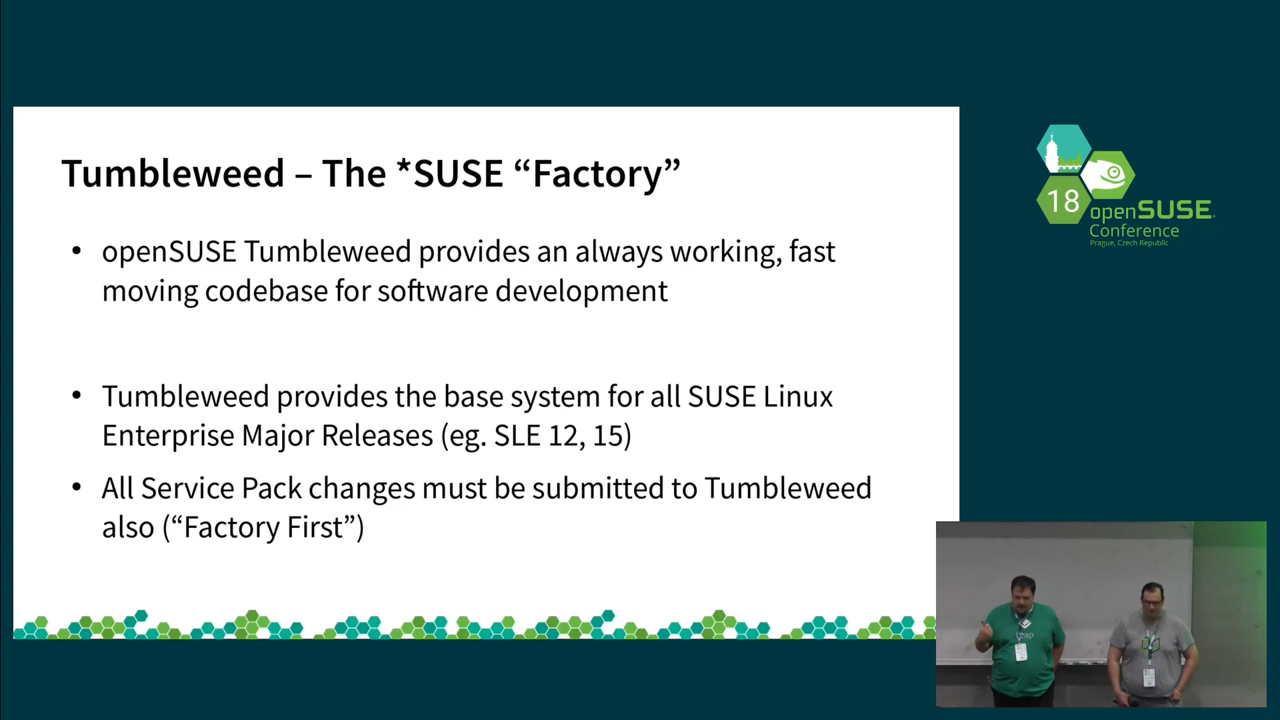 Tumbleweed – The *SUSE “Factory”
• openSUSE Tumbleweed provides an always working, fast
moving codebase for software development
• Tumbleweed provides the base system for all SUSE Linux
Enterprise Major Releases (eg. SLE 12, 15)
• All Service Pack changes must be submitted to Tumbleweed
also (“Factory First”)
18
openSUSE
Conference
Prague, Czech Republic
Leap